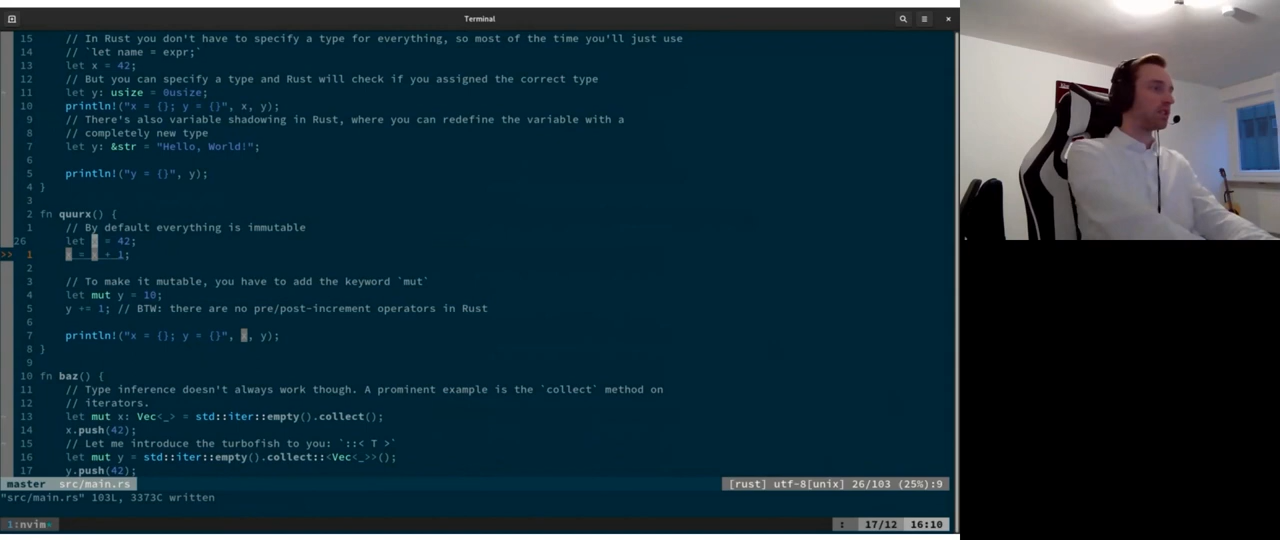 Terminal
15 // In Rust you don't have to specify a type for everything, so most of the time you'll just use
14 // `let name = expr;`
13 let x = 42;
12 // But you can specify a type and Rust will check if you assigned the correct type
11 let y: usize = 0usize;
10 println!("x = {}; y = {}", x, y);
9 // There's also variable shadowing in Rust, where you can redefine the variable with a
8 // completely new type
7 let y: &str = "Hello, World!";
6
5 println!("y = {}", y);
4 }
3
2 fn quurx() {
1 // By default everything is immutable
26 let x = 42;
>> 1 x = x + 1;
2
3 // To make it mutable, you have to add the keyword `mut`
4 let mut y = 10;
5 y += 1; // BTW: there are no pre/post-increment operators in Rust
6
7 println!("x = {}; y = {}", x, y);
8 }
9
10 fn baz() {
11 // Type inference doesn't always work though. A prominent example is the `collect` method on
12 // iterators.
13 let mut x: Vec<_> = std::iter::empty().collect();
14 x.push(42);
15 // Let me introduce the turbofish to you: `::< T >`
16 let mut y = std::iter::empty().collect::<Vec<_>>();
17 y.push(42);
master src/main.rs [rust] utf-8[unix] 26/103 (25%):9
"src/main.rs" 103L, 3373C written
1:nvim* : 17/12 16:10